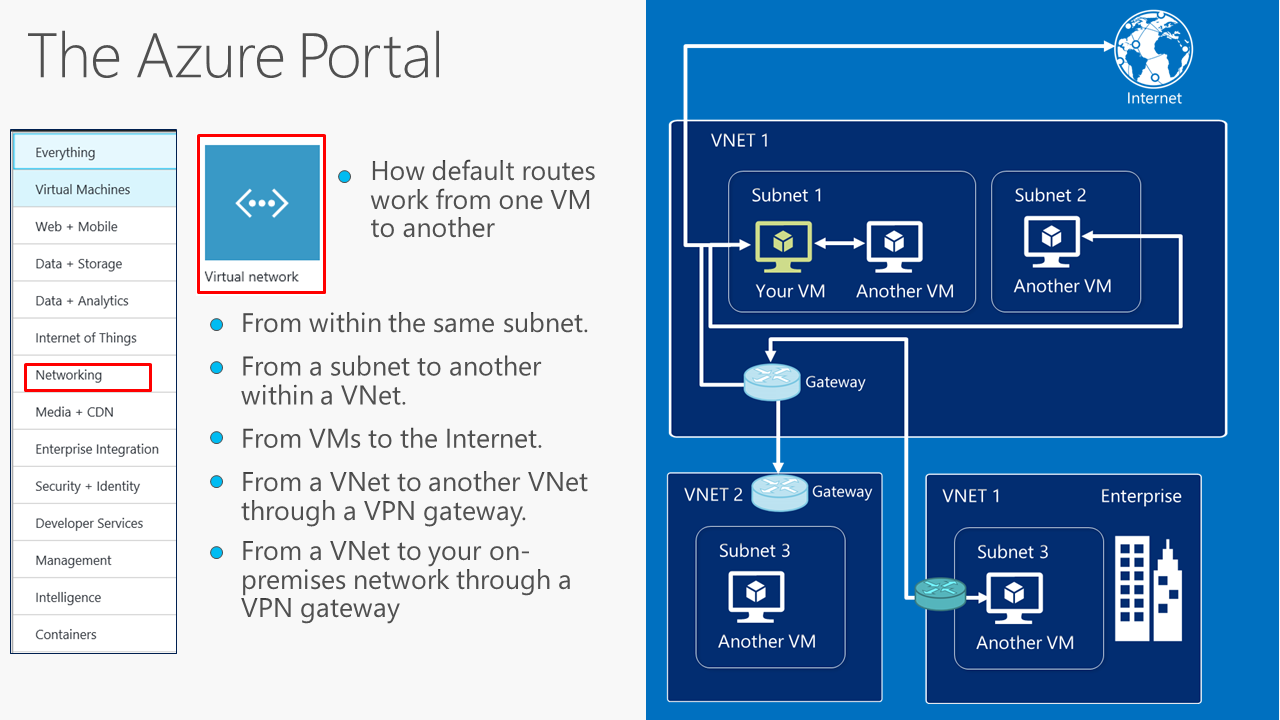 The Azure Portal
Everything
Virtual Machines
Web + Mobile
Data + Storage
Data + Analytics
Internet of Things
Networking
Media + CDN
Enterprise Integration
Security + Identity
Developer Services
Management
Intelligence
Containers
Virtual network
How default routes
work from one VM
to another
From within the same subnet.
From a subnet to another
within a VNet.
From VMs to the Internet.
From a VNet to another VNet
through a VPN gateway.
From a VNet to your on-
premises network through a
VPN gateway
Internet
VNET 1
Subnet 1
Your VM
Another VM
Subnet 2
Another VM
Gateway
VNET 2
Gateway
Subnet 3
Another VM
VNET 1
Enterprise
Subnet 3
Another VM